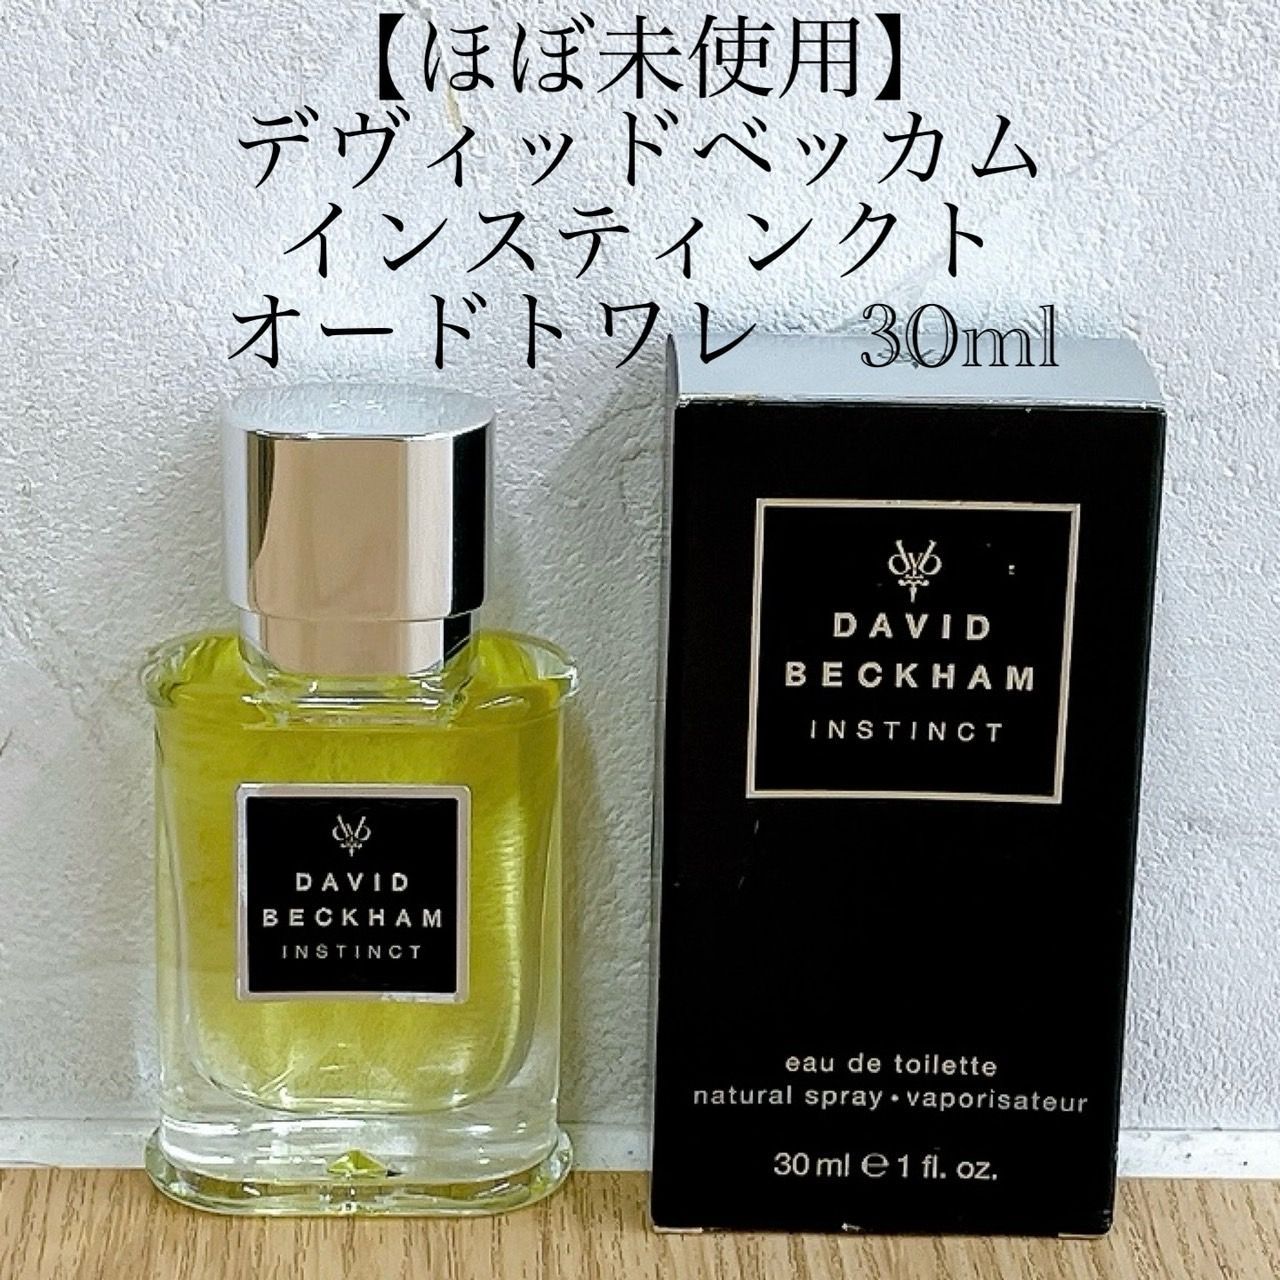 【ほぼ未使用】
デヴィッドベッカム
インスティンクト
オードトワレ　30ml
DAVID
BECKHAM
INSTINCT
DAVID
BECKHAM
INSTINCT
eau de toilette
natural spray • vaporisateur
30 ml ℮ 1 fl. oz.